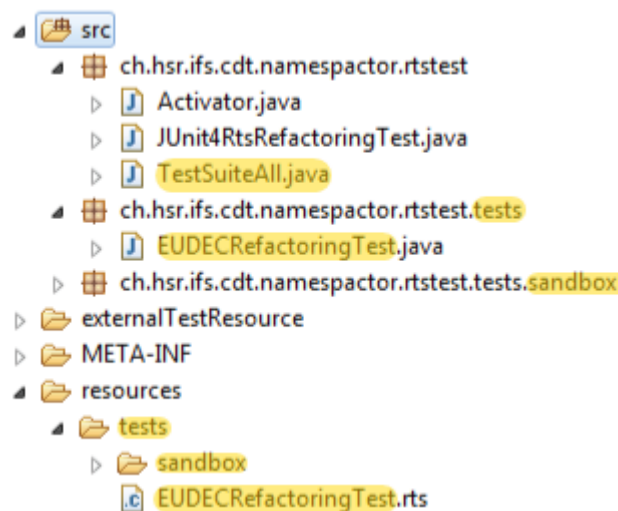 src
ch.hsr.ifs.cdt.namespactor.rtstest
Activator.java
JUnit4RtsRefactoringTest.java
TestSuiteAll.java
ch.hsr.ifs.cdt.namespactor.rtstest.tests
EUDECRefactoringTest.java
ch.hsr.ifs.cdt.namespactor.rtstest.tests.sandbox
externalTestResource
META-INF
resources
tests
sandbox
EUDECRefactoringTest.rts